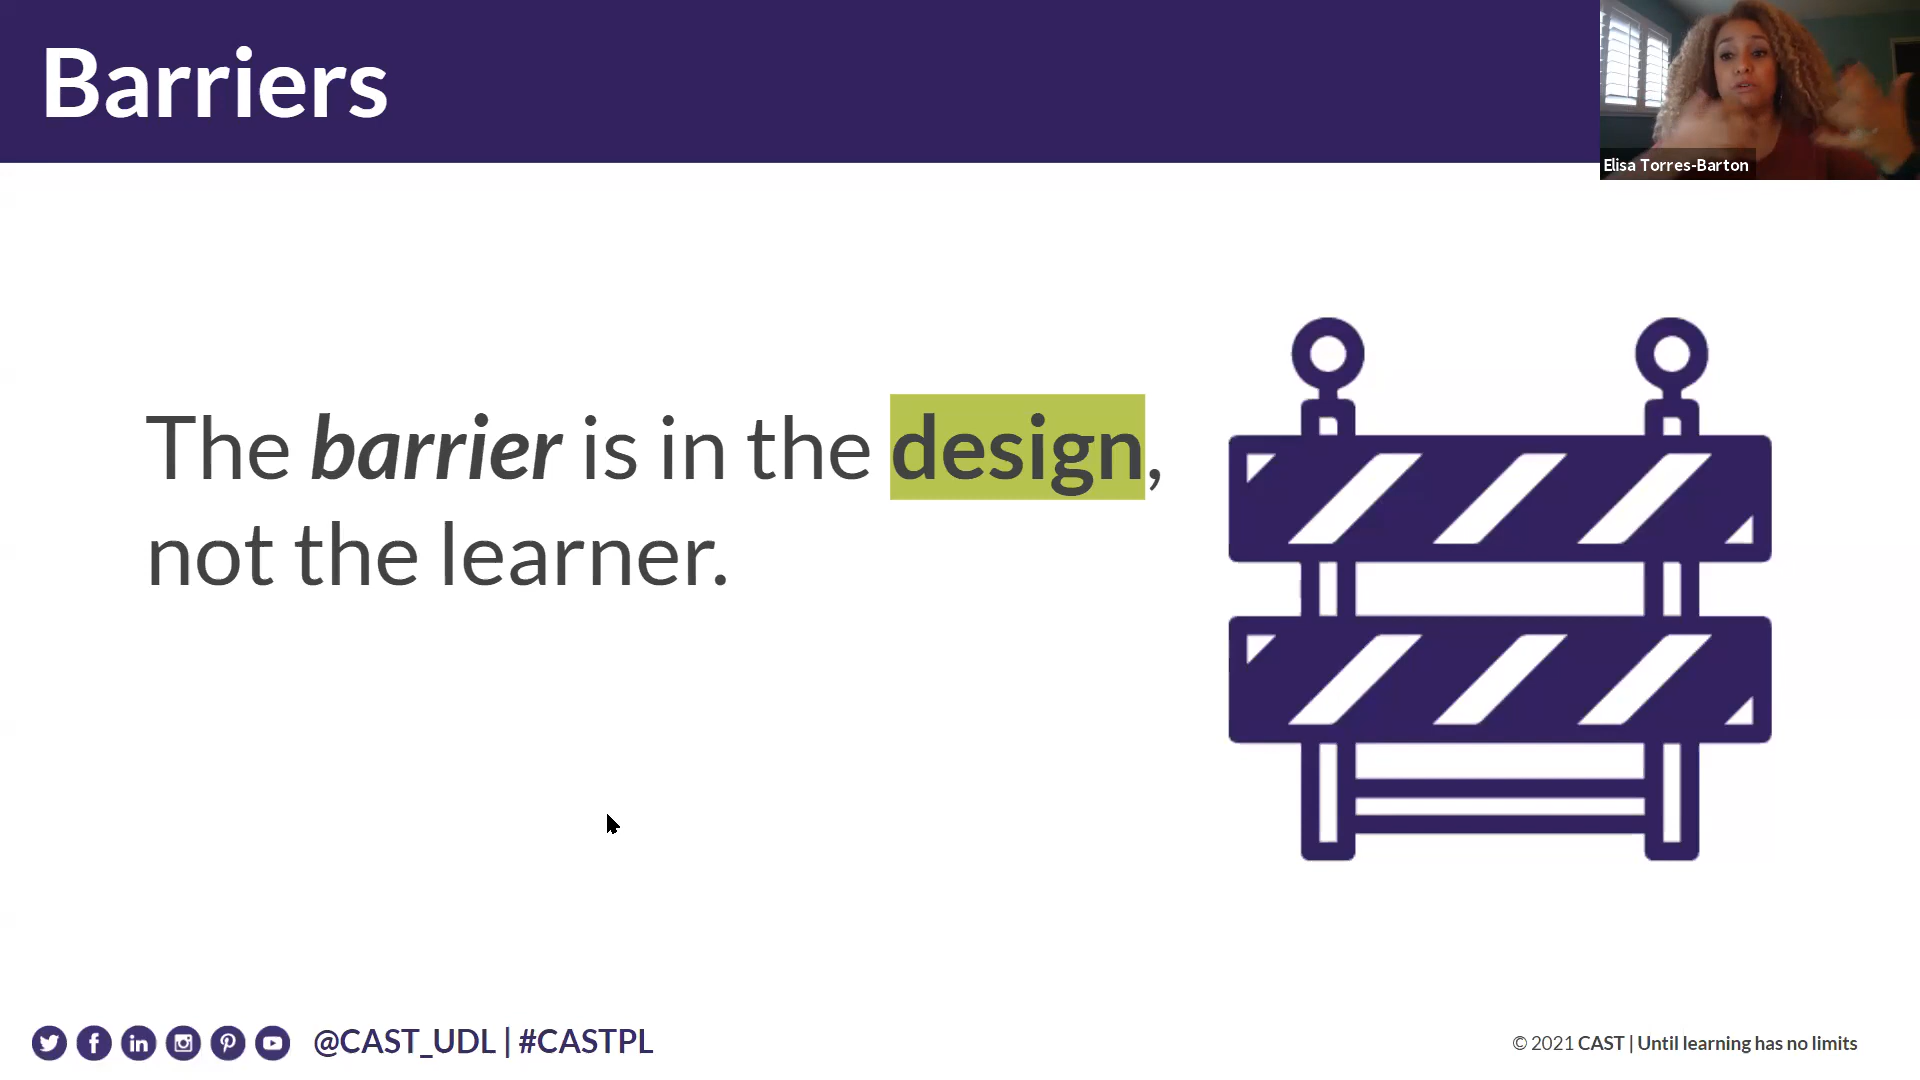 Barriers
Elisa Torres-Barton
The barrier is in the design,
not the learner.
@CAST_UDL | #CASTPL
© 2021 CAST | Until learning has no limits